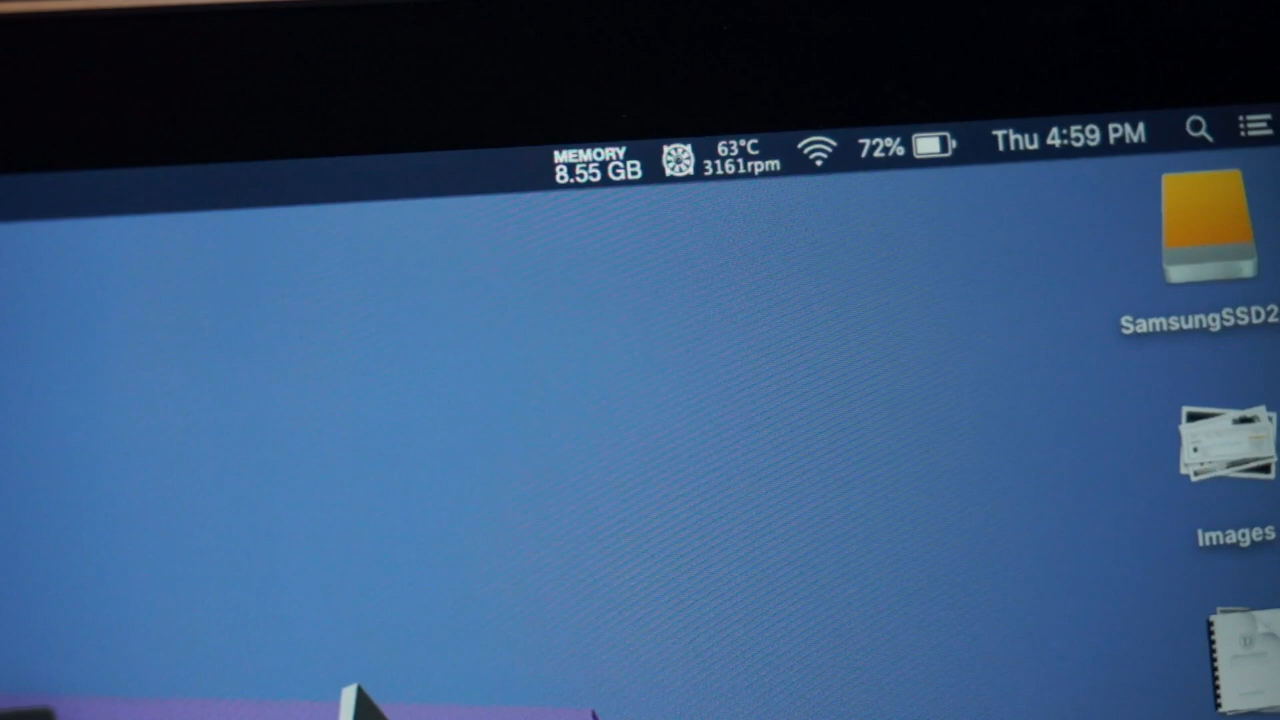 MEMORY
8.55 GB
63°C
3161rpm
72%
Thu 4:59 PM
SamsungSSD2
Images